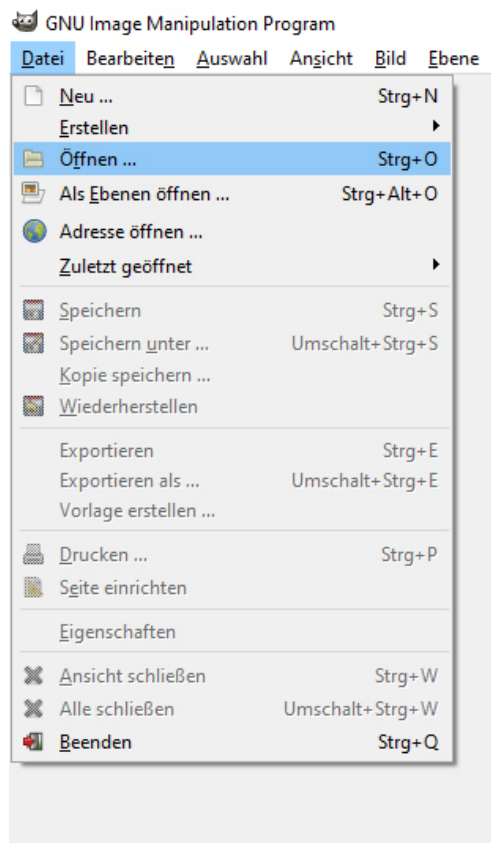 GNU Image Manipulation Program
Datei Bearbeiten Auswahl Ansicht Bild Ebene
Neu ... Strg+N
Erstellen
Öffnen ... Strg+O
Als Ebenen öffnen ... Strg+Alt+O
Adresse öffnen ...
Zuletzt geöffnet
Speichern Strg+S
Speichern unter ... Umschalt+Strg+S
Kopie speichern ...
Wiederherstellen
Exportieren Strg+E
Exportieren als ... Umschalt+Strg+E
Vorlage erstellen ...
Drucken ... Strg+P
Seite einrichten
Eigenschaften
Ansicht schließen Strg+W
Alle schließen Umschalt+Strg+W
Beenden Strg+Q